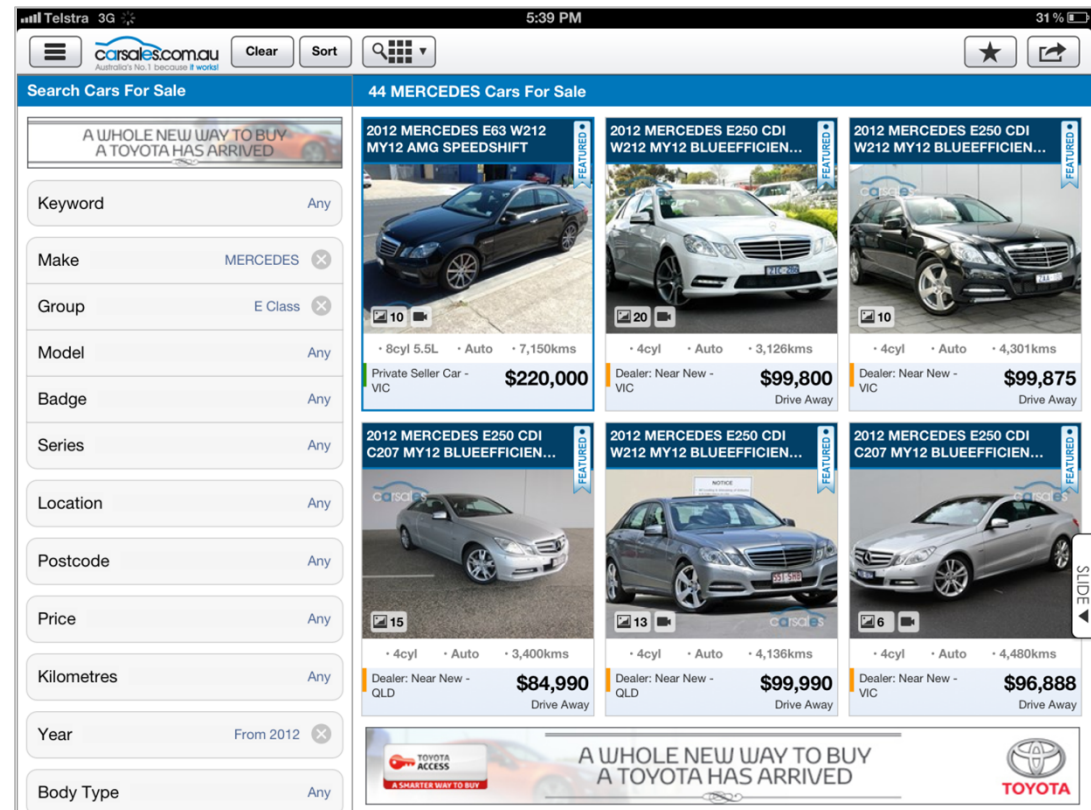 Telstra 3G
5:39 PM
31 %
carsales.com.au
Australia's No.1 because it works!
Clear
Sort
Search Cars For Sale
A WHOLE NEW WAY TO BUY
A TOYOTA HAS ARRIVED
Keyword Any
Make MERCEDES
Group E Class
Model Any
Badge Any
Series Any
Location Any
Postcode Any
Price Any
Kilometres Any
Year From 2012
Body Type Any
44 MERCEDES Cars For Sale
2012 MERCEDES E63 W212
MY12 AMG SPEEDSHIFT
FEATURED
10
· 8cyl 5.5L · Auto · 7,150kms
Private Seller Car -
VIC
$220,000
2012 MERCEDES E250 CDI
W212 MY12 BLUEEFFICIEN...
FEATURED
20
· 4cyl · Auto · 3,126kms
Dealer: Near New -
VIC
$99,800
Drive Away
2012 MERCEDES E250 CDI
W212 MY12 BLUEEFFICIEN...
FEATURED
carsales
10
· 4cyl · Auto · 4,301kms
Dealer: Near New -
VIC
$99,875
Drive Away
2012 MERCEDES E250 CDI
C207 MY12 BLUEEFFICIEN...
FEATURED
carsales
15
· 4cyl · Auto · 3,400kms
Dealer: Near New -
QLD
$84,990
Drive Away
2012 MERCEDES E250 CDI
W212 MY12 BLUEEFFICIEN...
FEATURED
NOTICE
carsales
13
· 4cyl · Auto · 4,136kms
Dealer: Near New -
QLD
$99,990
Drive Away
2012 MERCEDES E250 CDI
C207 MY12 BLUEEFFICIEN...
FEATURED
carsales
6
· 4cyl · Auto · 4,480kms
Dealer: Near New -
VIC
$96,888
Drive Away
SLIDE
TOYOTA
ACCESS
A SMARTER WAY TO BUY
A WHOLE NEW WAY TO BUY
A TOYOTA HAS ARRIVED
TOYOTA